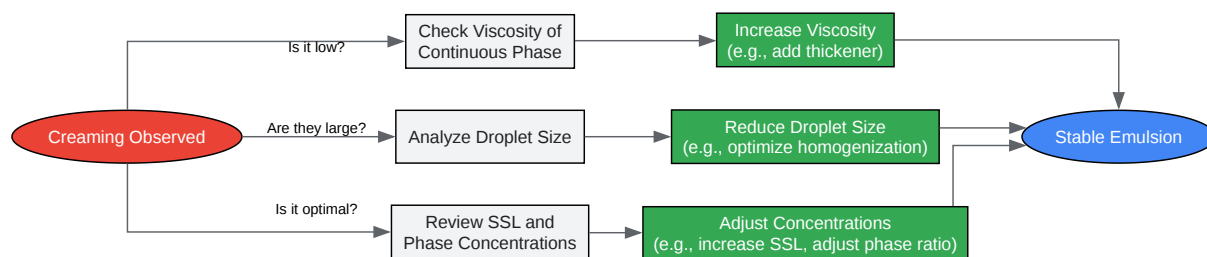 Is it low?
Check Viscosity of
Continuous Phase
Increase Viscosity
(e.g., add thickener)
Creaming Observed
Are they large?
Analyze Droplet Size
Reduce Droplet Size
(e.g., optimize homogenization)
Stable Emulsion
Is it optimal?
Review SSL and
Phase Concentrations
Adjust Concentrations
(e.g., increase SSL, adjust phase ratio)